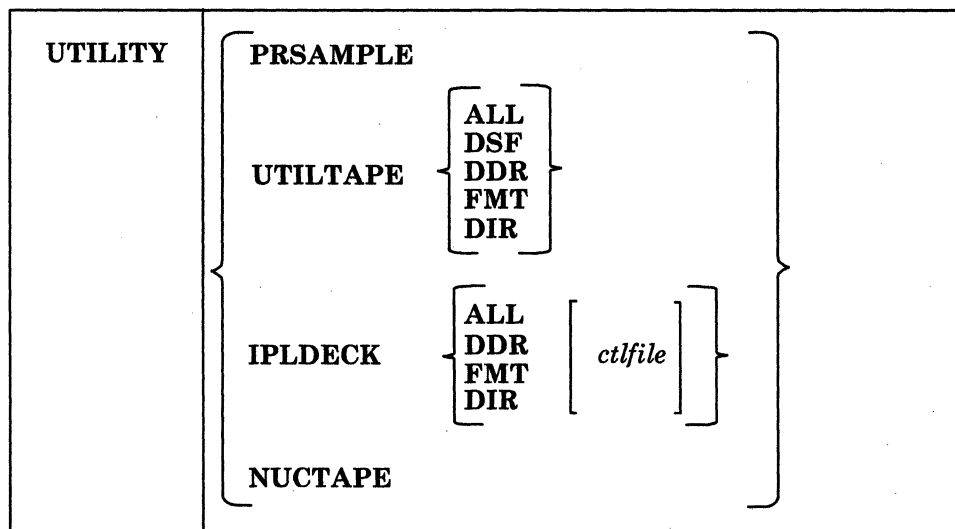 UTILITY PRSAMPLE
UTILTAPE
ALL
DSF
DDR
FMT
DIR
IPLDECK
ALL
DDR
FMT
DIR
ctlfile
NUCTAPE